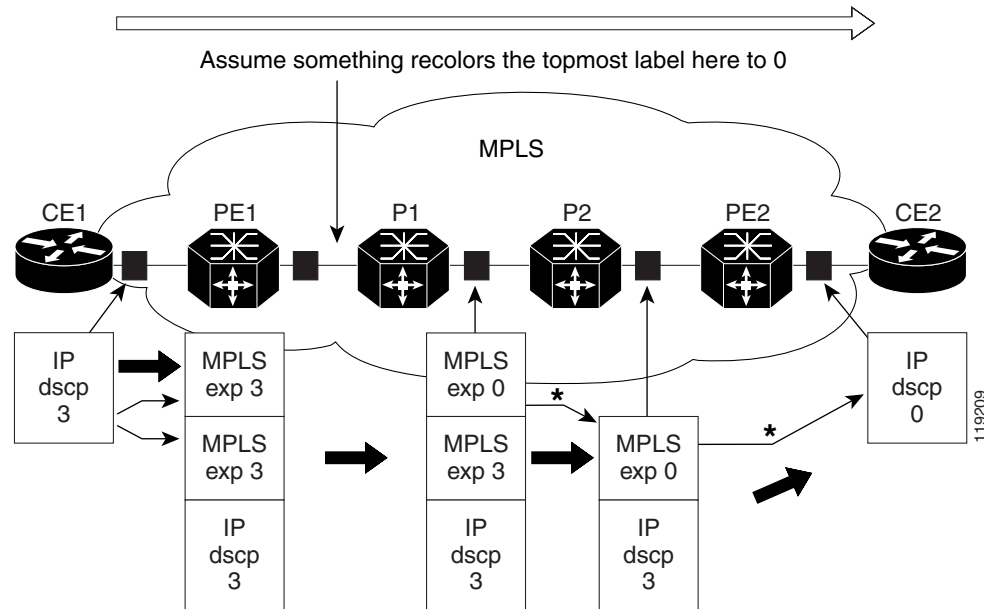 Assume something recolors the topmost label here to 0
MPLS
CE1
PE1
P1
P2
PE2
CE2
IP
dscp
3
MPLS
exp 3
MPLS
exp 3
IP
dscp
3
MPLS
exp 0
*
MPLS
exp 3
IP
dscp
3
MPLS
exp 0
*
IP
dscp
3
IP
dscp
0
119209